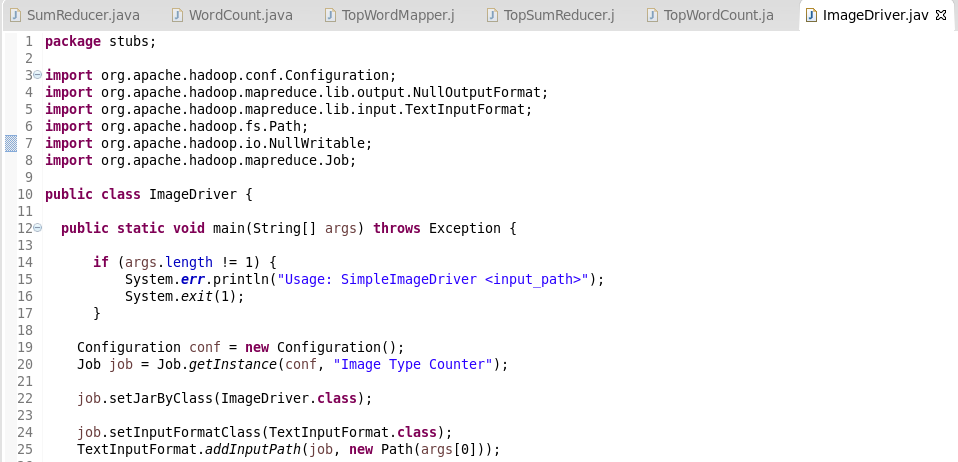 SumReducer.java WordCount.java TopWordMapper.j TopSumReducer.j TopWordCount.ja ImageDriver.jav
1 package stubs;
2
3 import org.apache.hadoop.conf.Configuration;
4 import org.apache.hadoop.mapreduce.lib.output.NullOutputFormat;
5 import org.apache.hadoop.mapreduce.lib.input.TextInputFormat;
6 import org.apache.hadoop.fs.Path;
7 import org.apache.hadoop.io.NullWritable;
8 import org.apache.hadoop.mapreduce.Job;
9
10 public class ImageDriver {
11
12   public static void main(String[] args) throws Exception {
13
14       if (args.length != 1) {
15           System.err.println("Usage: SimpleImageDriver <input_path>");
16           System.exit(1);
17       }
18
19     Configuration conf = new Configuration();
20     Job job = Job.getInstance(conf, "Image Type Counter");
21
22     job.setJarByClass(ImageDriver.class);
23
24     job.setInputFormatClass(TextInputFormat.class);
25     TextInputFormat.addInputPath(job, new Path(args[0]));